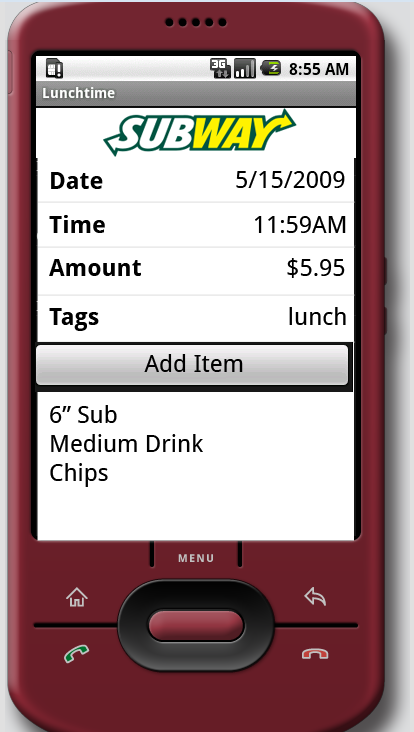 3G
8:55 AM
Lunchtime
SUBWAY
Date 5/15/2009
Time 11:59AM
Amount $5.95
Tags lunch
Add Item
6” Sub
Medium Drink
Chips
MENU